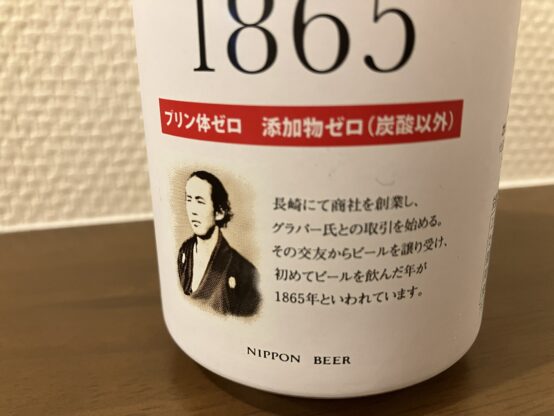 1865
プリン体ゼロ 添加物ゼロ(炭酸以外)
長崎にて商社を創業し、
グラバー氏との取引を始める。
その交友からビールを譲り受け、
初めてビールを飲んだ年が
1865年といわれています。
NIPPON BEER